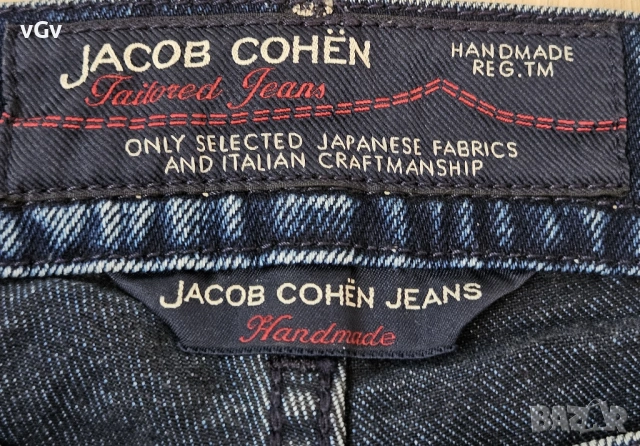 vGv
JACOB COHËN
Tailored Jeans
HANDMADE
REG.TM
ONLY SELECTED JAPANESE FABRICS
AND ITALIAN CRAFTMANSHIP
JACOB COHËN JEANS
Handmade
bazar